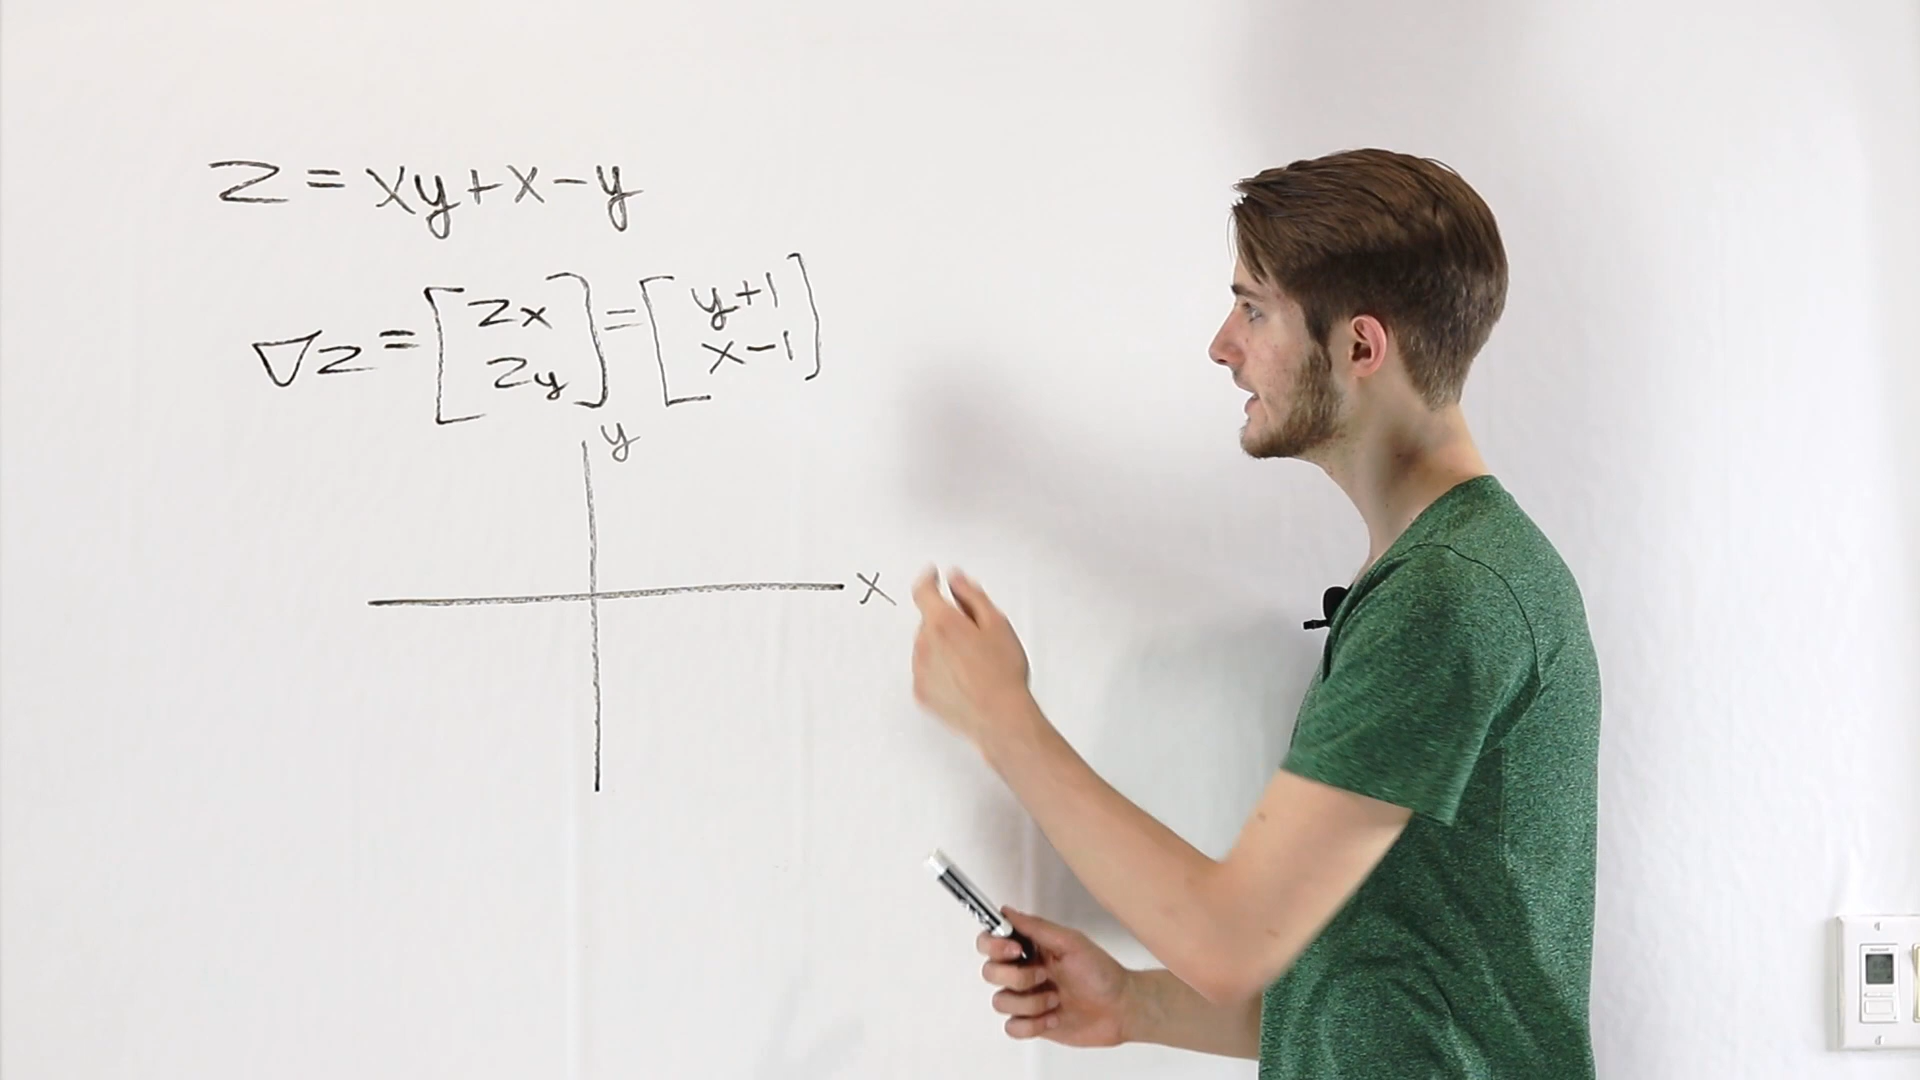 z = xy + x - y
∇z = [zx zy] = [y+1 x-1]
y
x